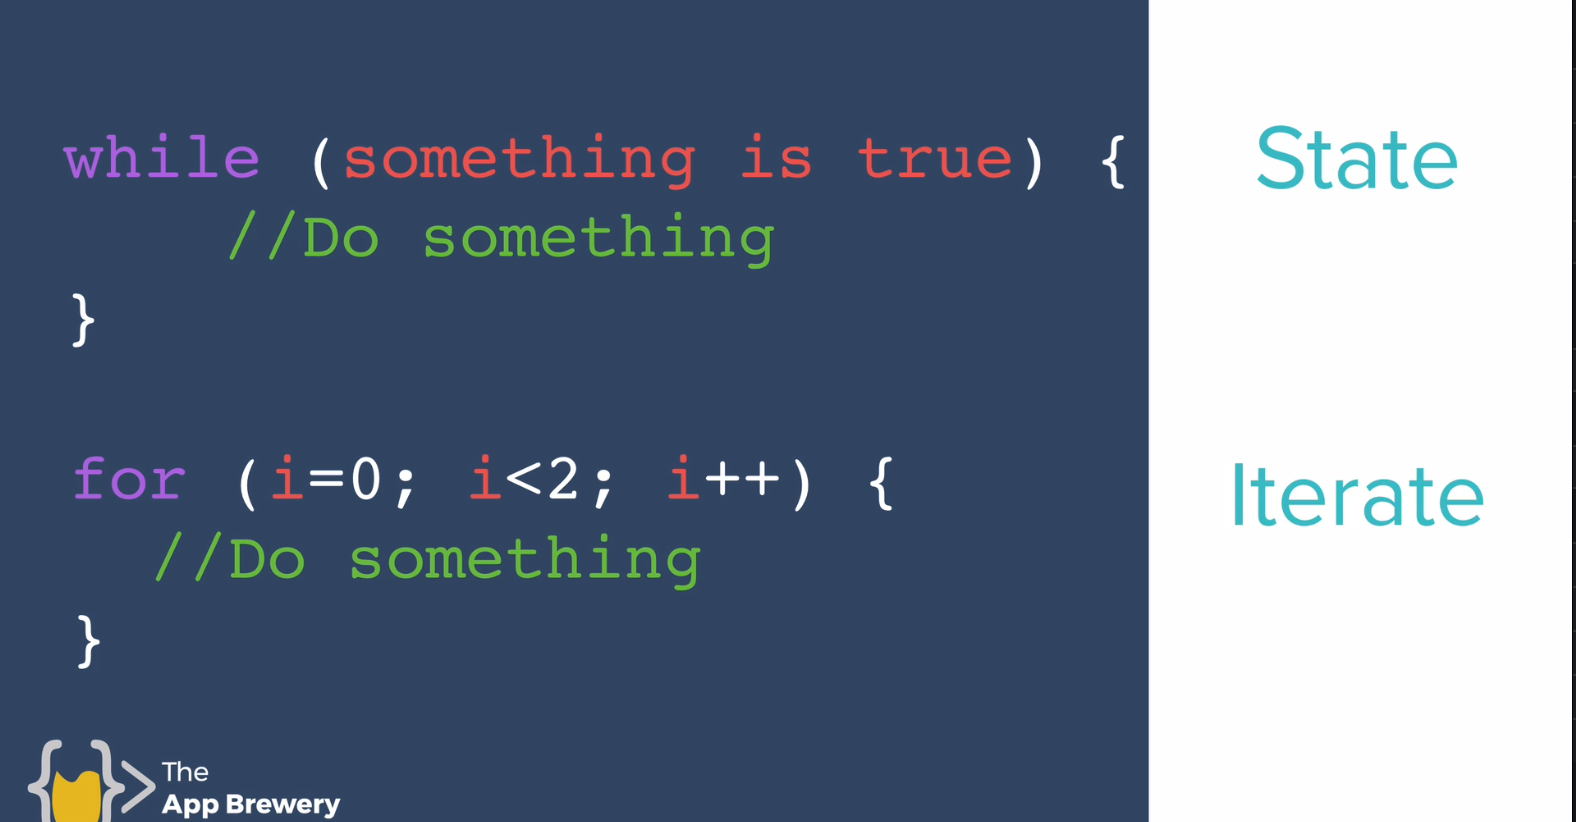 while (something is true) {
//Do something
}
State
for (i=0; i<2; i++) {
//Do something
}
Iterate
The
App Brewery